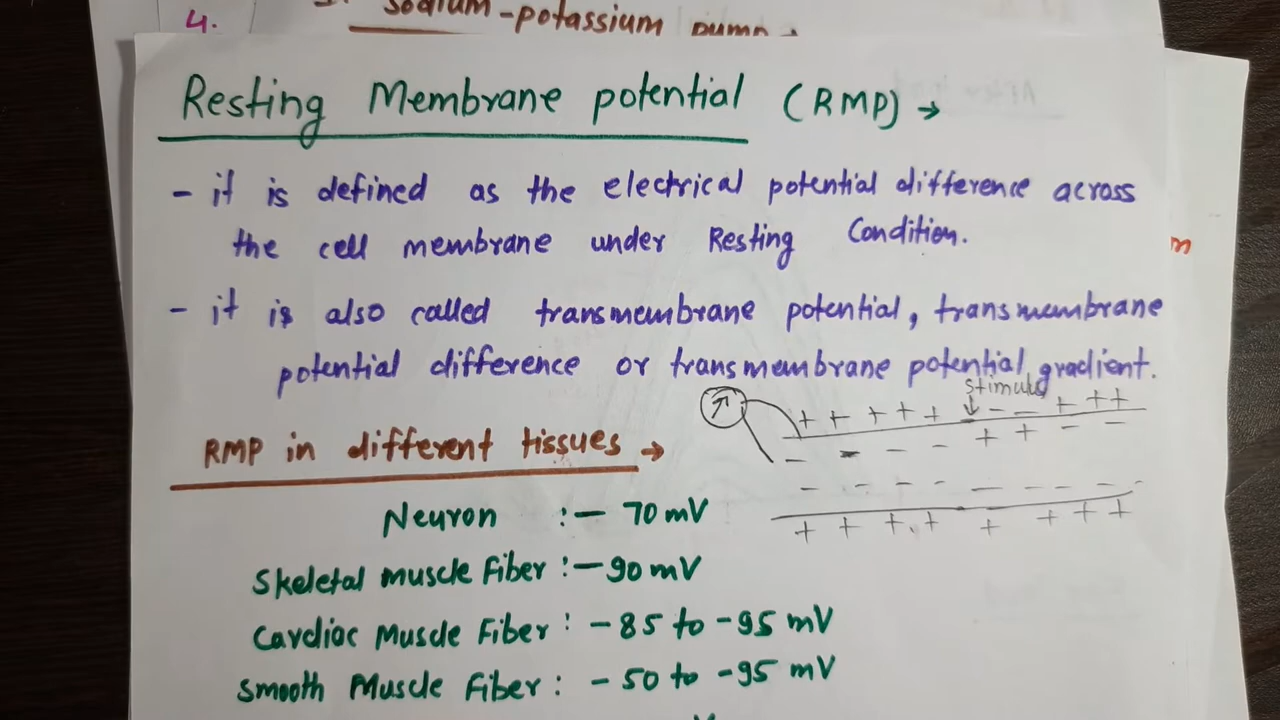 4.
sodium-potassium pump →
Resting Membrane potential (RMP) →
- it is defined as the electrical potential difference across
the cell membrane under Resting Condition.
m
- it is also called transmembrane potential, transmembrane
potential difference or transmembrane potential gradient.
stimulus
+ + + + + ↓ - - + + +
- - - - + + - -
RMP in different tissues →
- - - - - - - - -
+ + + + + + + +
Neuron :- 70 mV
Skeletal muscle Fiber :- 90 mV
Cardiac Muscle Fiber : - 85 to - 95 mV
Smooth Muscle Fiber : - 50 to - 95 mV